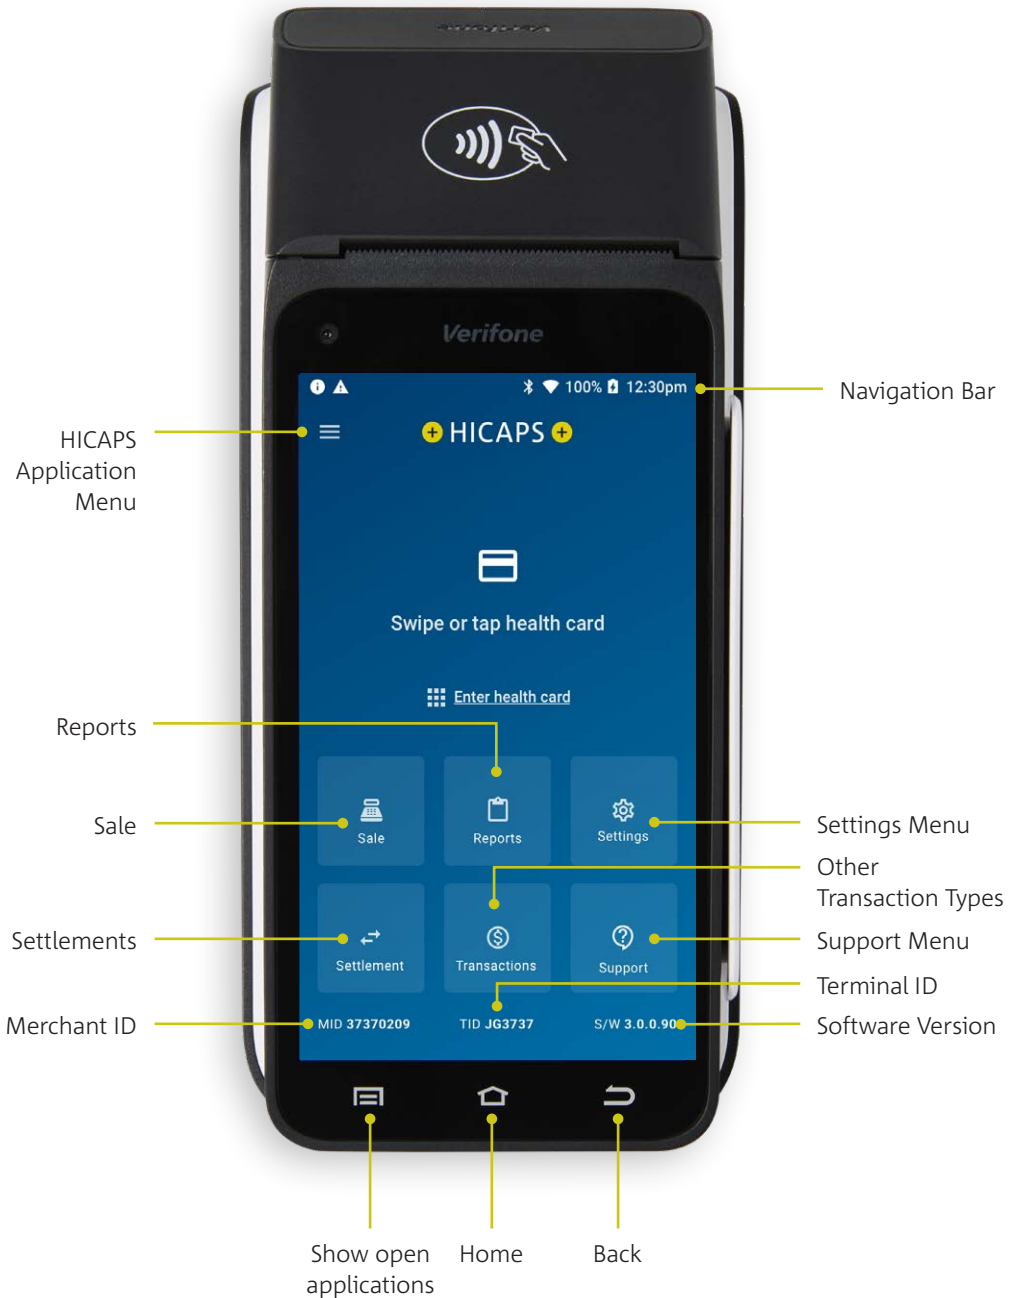 Verifone
Verifone
100% 12:30pm
Navigation Bar
HICAPS
HICAPS
Application
Menu
Swipe or tap health card
Enter health card
Reports
Sale
Sale
Reports
Settings
Settings Menu
Other
Transaction Types
Settlements
Settlement
Transactions
Support
Support Menu
Terminal ID
Merchant ID
MID 37370209
TID JG3737
S/W 3.0.0.90
Software Version
Show open
applications
Home
Back